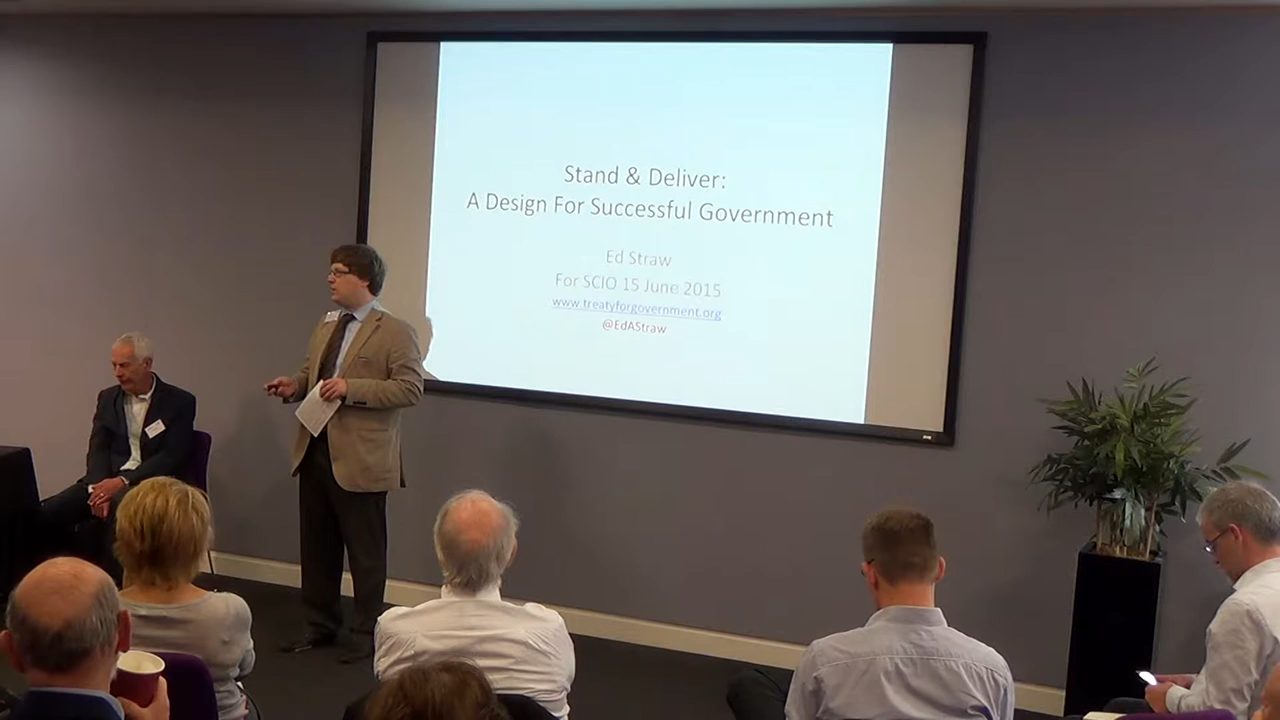 Stand & Deliver:
A Design For Successful Government
Ed Straw
For SCIO 15 June 2015
www.treatyforgovernment.org
@EdAStraw